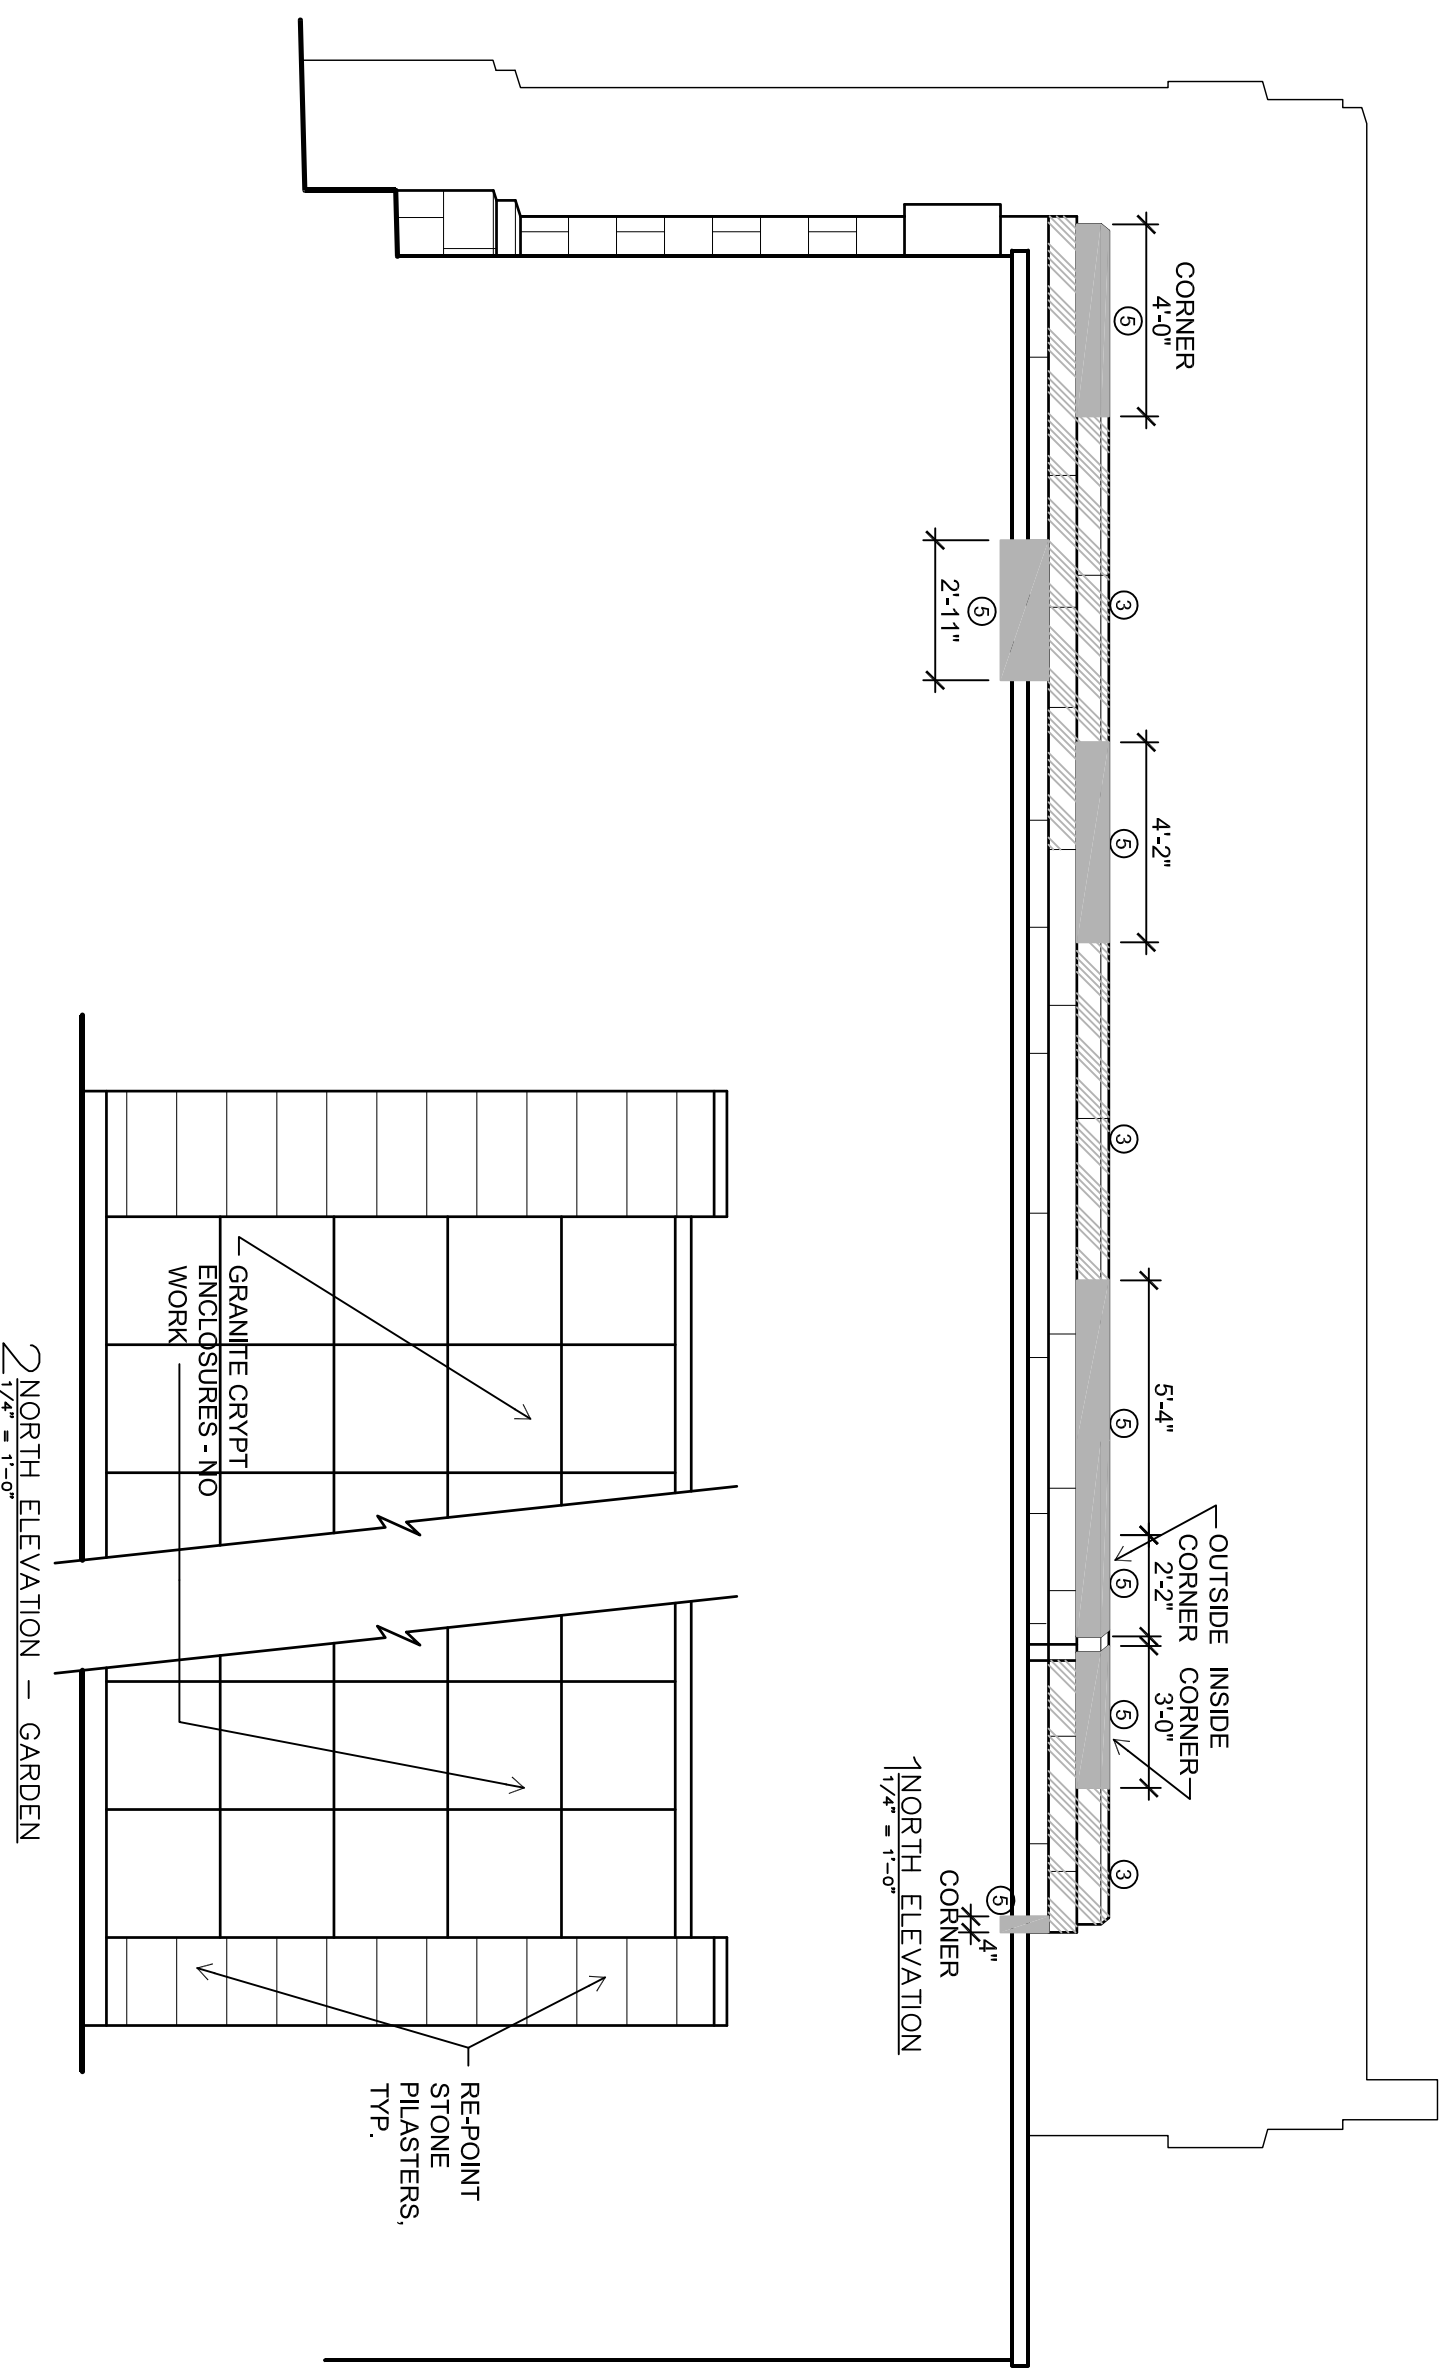 CORNER
4'-0"
5
3
4'-2"
5
3
5'-4"
5
OUTSIDE
CORNER
2'-2"
5
INSIDE
CORNER
3'-0"
5
3
2'-11"
5
5
4"
CORNER
1 NORTH ELEVATION
1/4" = 1'-0"
GRANITE CRYPT
ENCLOSURES - NO
WORK
RE-POINT
STONE
PILASTERS,
TYP.
2 NORTH ELEVATION - GARDEN
1/4" = 1'-0"